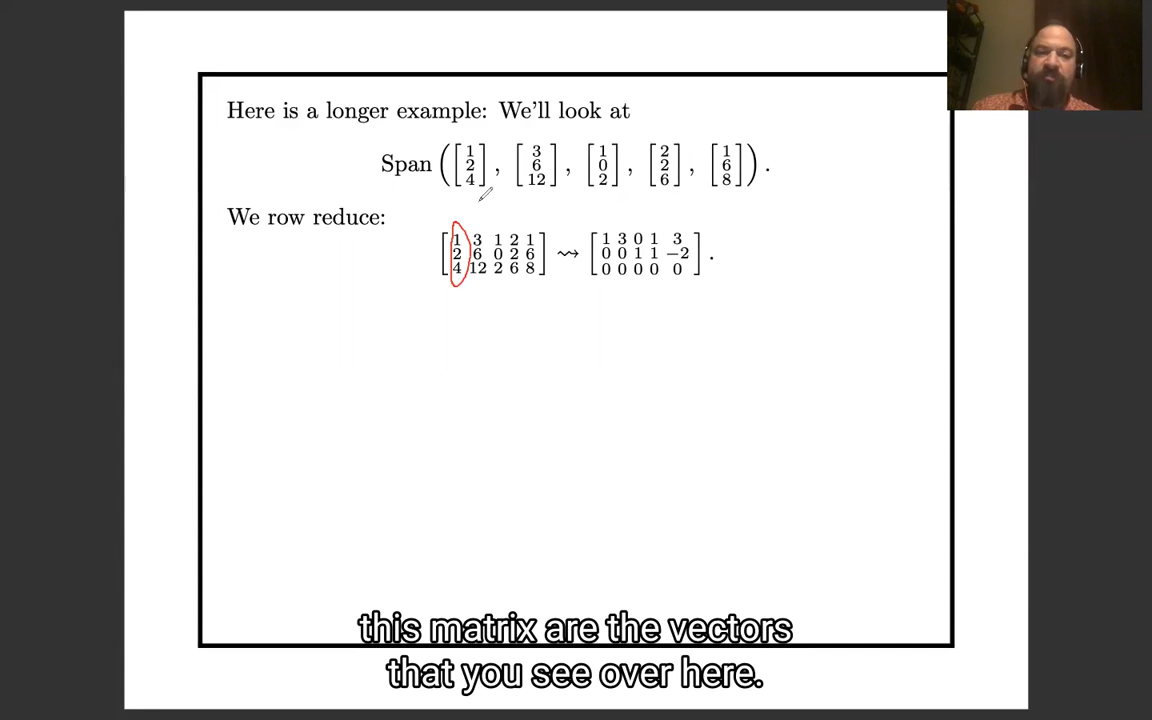 Here is a longer example: We'll look at
Span ([1 2 4], [3 6 12], [1 0 2], [2 2 6], [1 6 8]).
We row reduce:
[1 3 1 2 1
2 6 0 2 6
4 12 2 6 8] ⇝ [1 3 0 1 3
0 0 1 1 −2
0 0 0 0 0].
this matrix are the vectors
that you see over here.